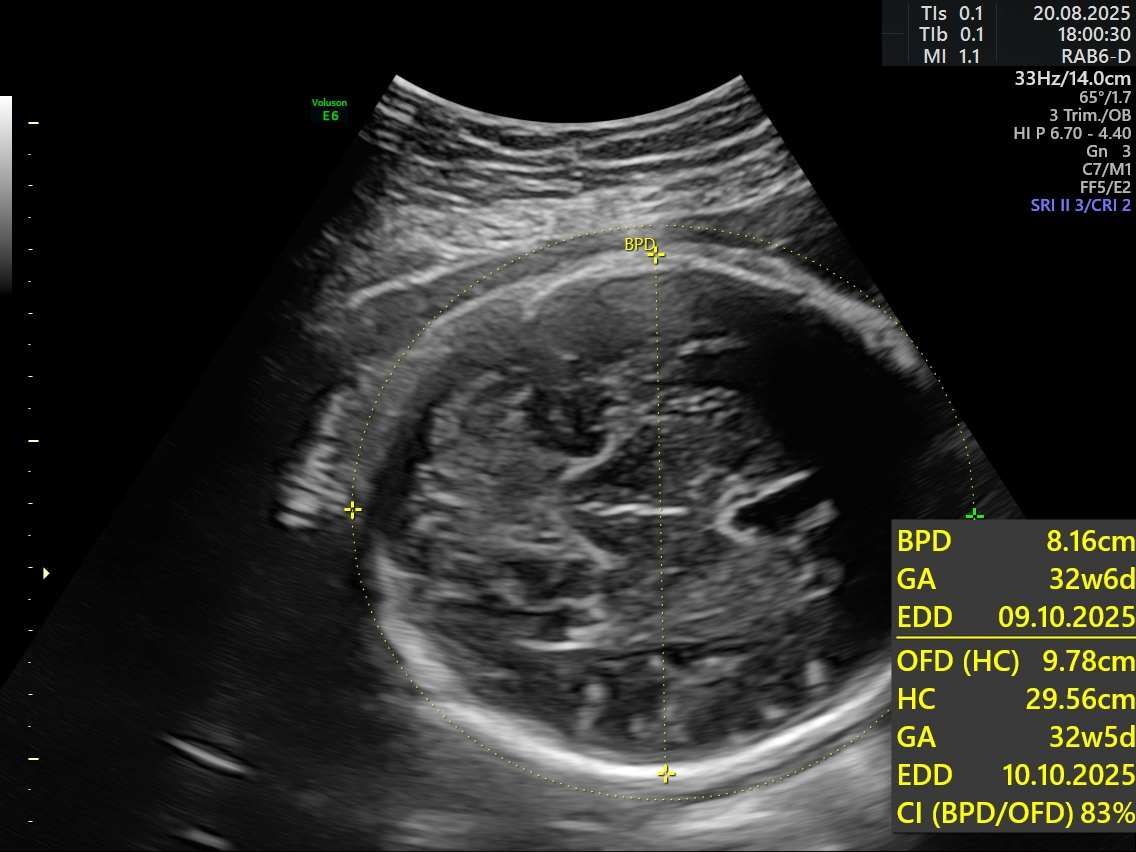 TIs 0.1 20.08.2025
TIb 0.1 18:00:30
MI 1.1 RAB6-D
33Hz/14.0cm
65°/1.7
3 Trim./OB
HI P 6.70 - 4.40
Gn 3
C7/M1
FF5/E2
SRI II 3/CRI 2
Voluson
E6
BPD
BPD 8.16cm
GA 32w6d
EDD 09.10.2025
OFD (HC) 9.78cm
HC 29.56cm
GA 32w5d
EDD 10.10.2025
CI (BPD/OFD) 83%